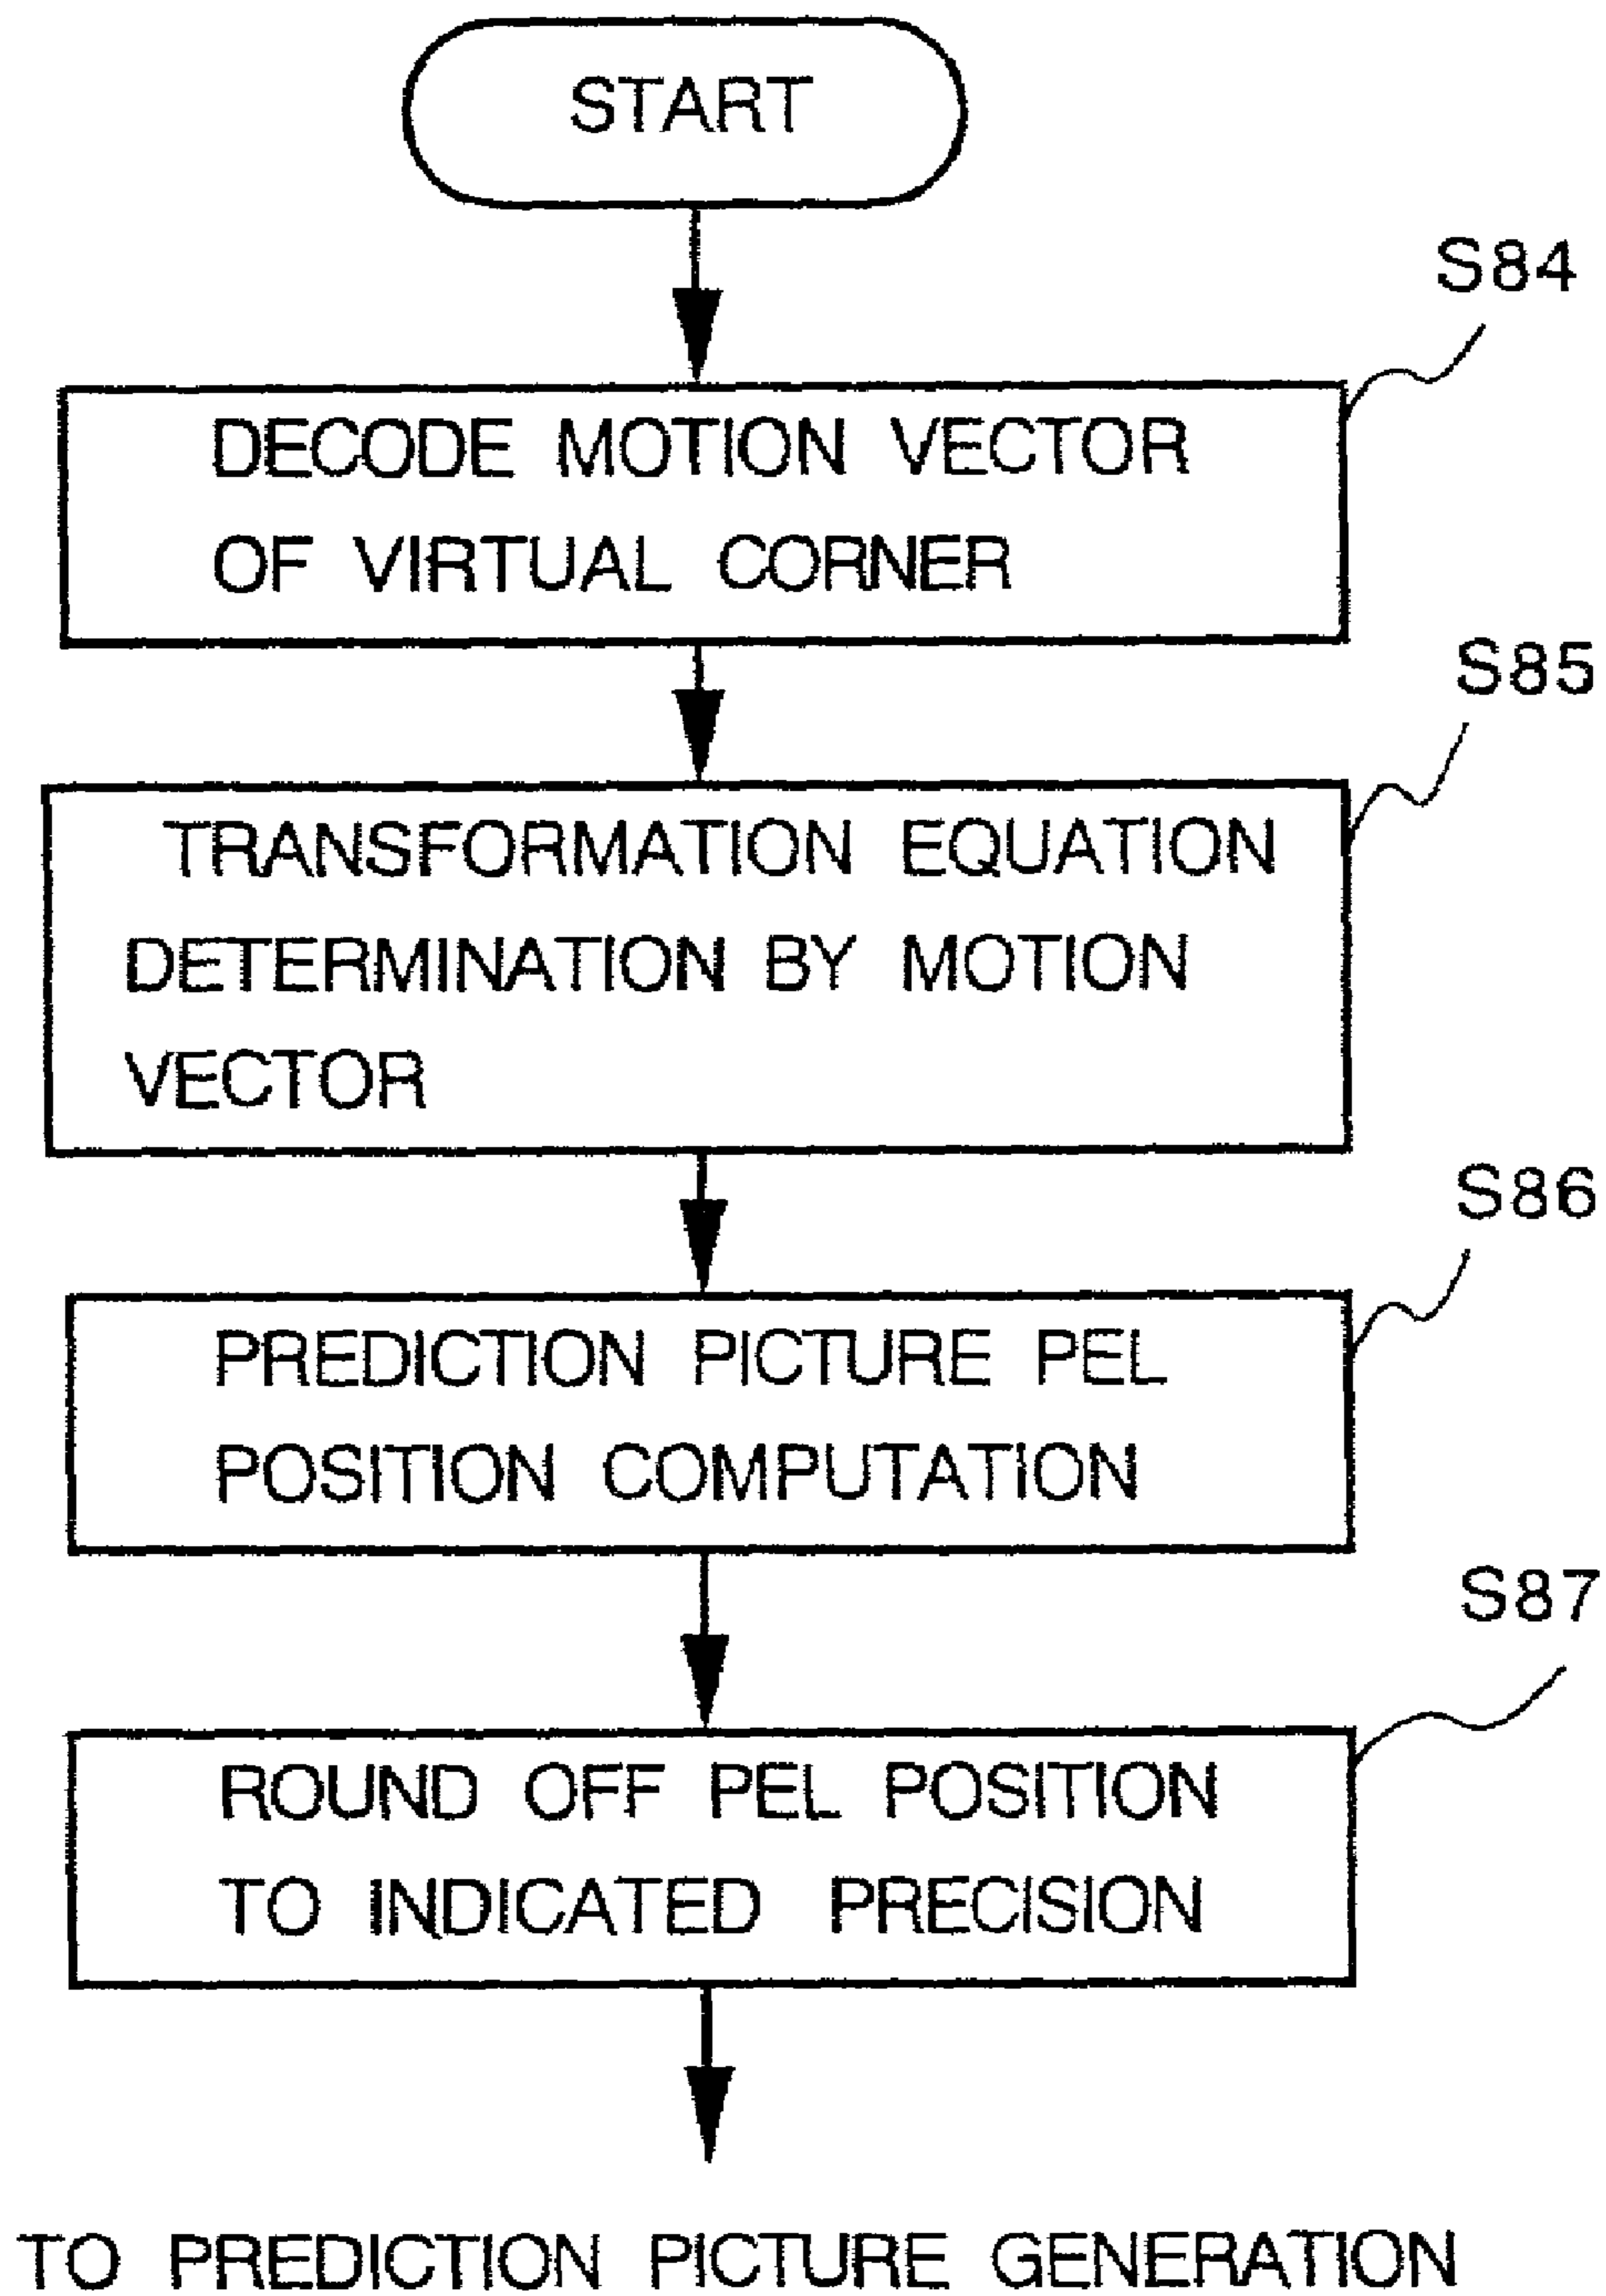 START
S84
DECODE MOTION VECTOR
OF VIRTUAL CORNER
S85
TRANSFORMATION EQUATION
DETERMINATION BY MOTION
VECTOR
S86
PREDICTION PICTURE PEL
POSITION COMPUTATION
S87
ROUND OFF PEL POSITION
TO INDICATED PRECISION
TO PREDICTION PICTURE GENERATION